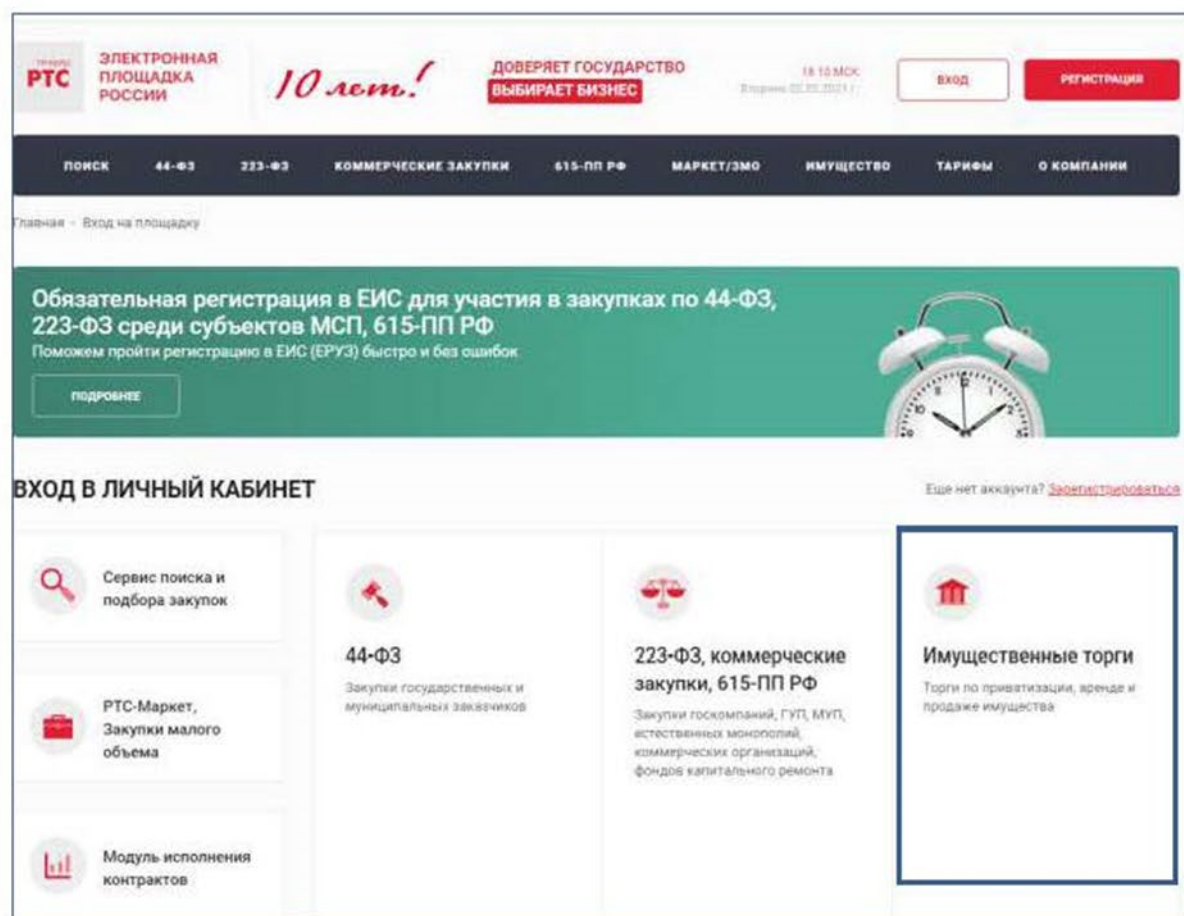 РТС
ЭЛЕКТРОННАЯ
ПЛОЩАДКА
РОССИИ
10 лет!
ДОВЕРЯЕТ ГОСУДАРСТВО
ВЫБИРАЕТ БИЗНЕС
18:10 МСК
ВХОД
РЕГИСТРАЦИЯ
ПОИСК 44-ФЗ 223-ФЗ КОММЕРЧЕСКИЕ ЗАКУПКИ 615-ПП РФ МАРКЕТ/ЗМО ИМУЩЕСТВО ТАРИФЫ О КОМПАНИИ
Главная - Вход на площадку
Обязательная регистрация в ЕИС для участия в закупках по 44-ФЗ,
223-ФЗ среди субъектов МСП, 615-ПП РФ
Поможем пройти регистрацию в ЕИС (ЕРУЗ) быстро и без ошибок
ПОДРОБНЕЕ
ВХОД В ЛИЧНЫЙ КАБИНЕТ
Еще нет аккаунта? Зарегистрироваться
Сервис поиска и
подбора закупок
РТС-Маркет,
Закупки малого
объема
Модуль исполнения
контрактов
44-ФЗ
Закупки государственных и
муниципальных заказчиков
223-ФЗ, коммерческие
закупки, 615-ПП РФ
Закупки госкомпаний, ГУП, МУП,
естественных монополий,
коммерческих организаций,
фондов капитального ремонта
Имущественные торги
Торги по приватизации, аренде и
продаже имущества